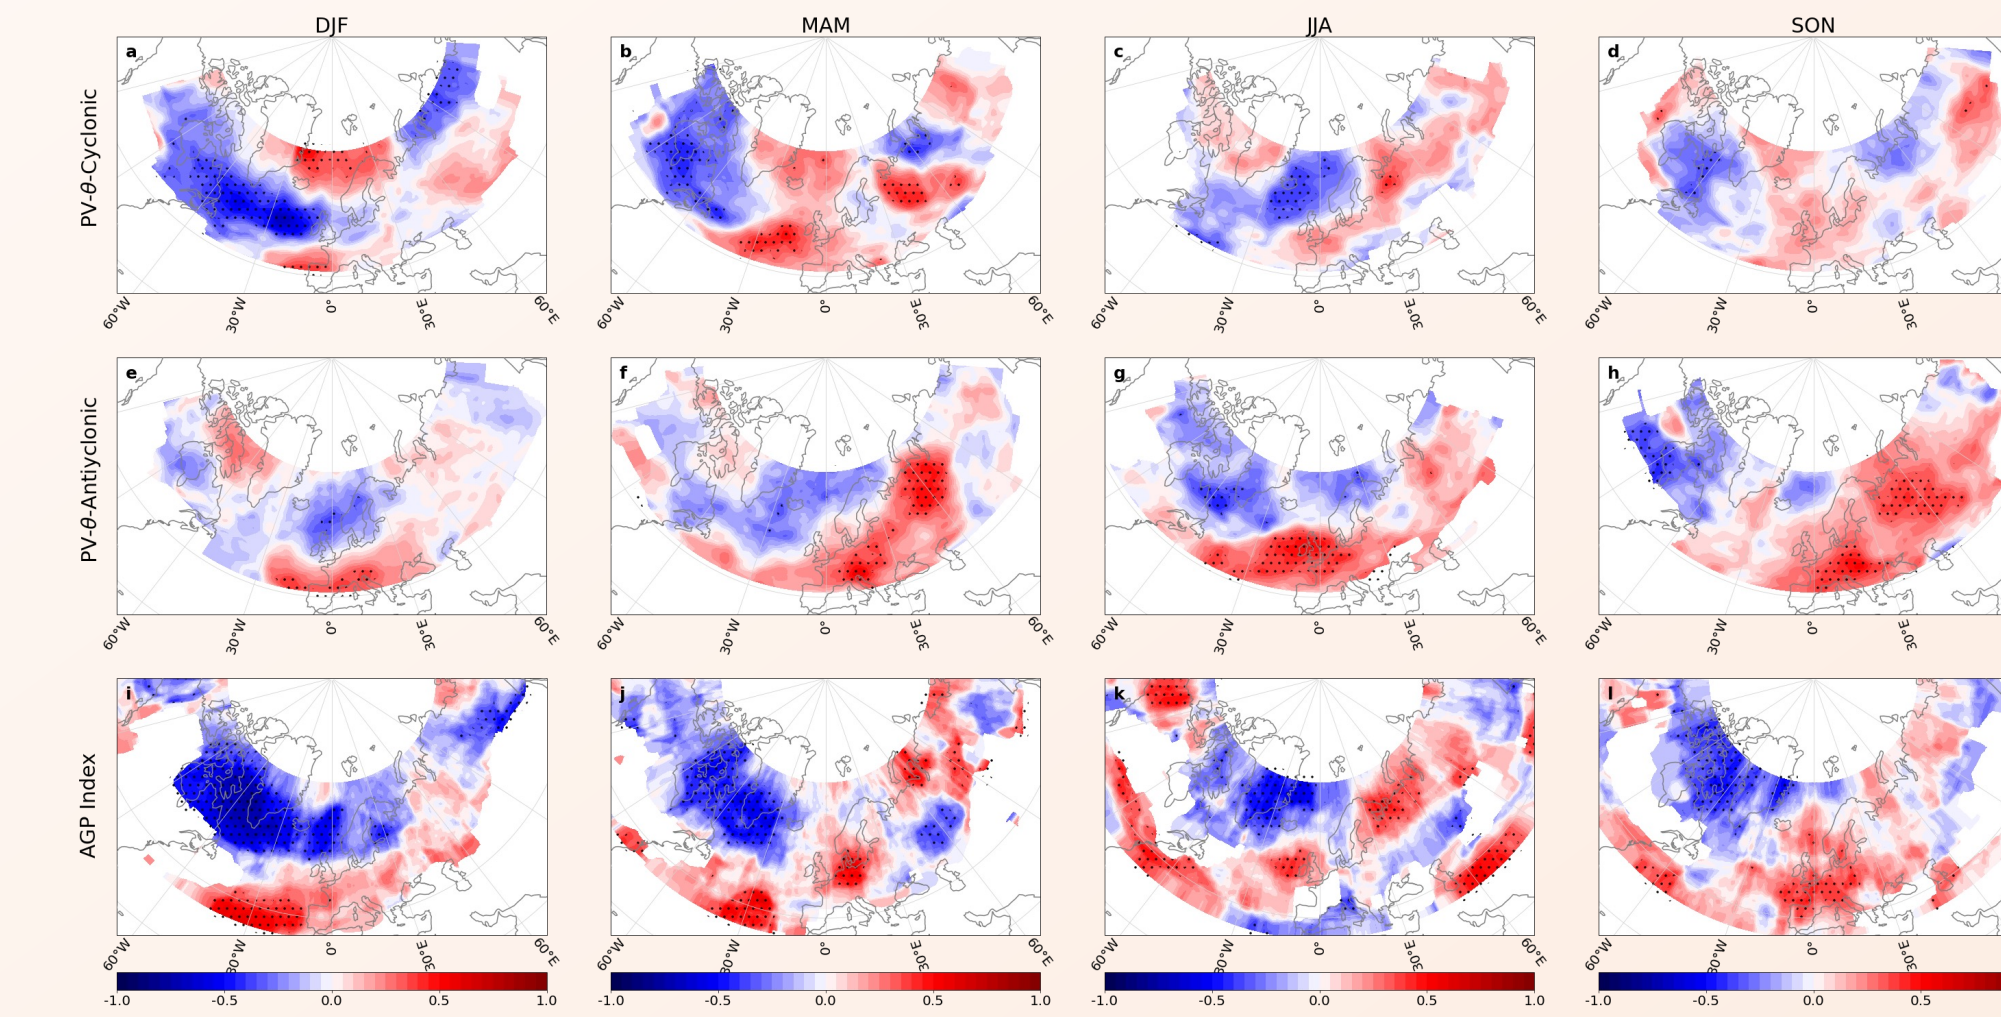 DJF MAM JJA SON
PV-θ-Cyclonic
a b c d
60°W 30°W 0 30°E 60°E 60°W 30°W 0 30°E 60°E 60°W 30°W 0 30°E 60°E 60°W 30°W 0 30°E
PV-θ-Antiyclonic
e f g h
60°W 30°W 0 30°E 60°E 60°W 30°W 0 30°E 60°E 60°W 30°W 0 30°E 60°E 60°W 30°W 0 30°E
AGP Index
i j k l
60°W 30°W 0 30°E 60°E 60°W 30°W 0 30°E 60°E 60°W 30°W 0 30°E 60°E 60°W 30°W 0 30°E
-1.0 -0.5 0.0 0.5 1.0 -1.0 -0.5 0.0 0.5 1.0 -1.0 -0.5 0.0 0.5 1.0 -1.0 -0.5 0.0 0.5